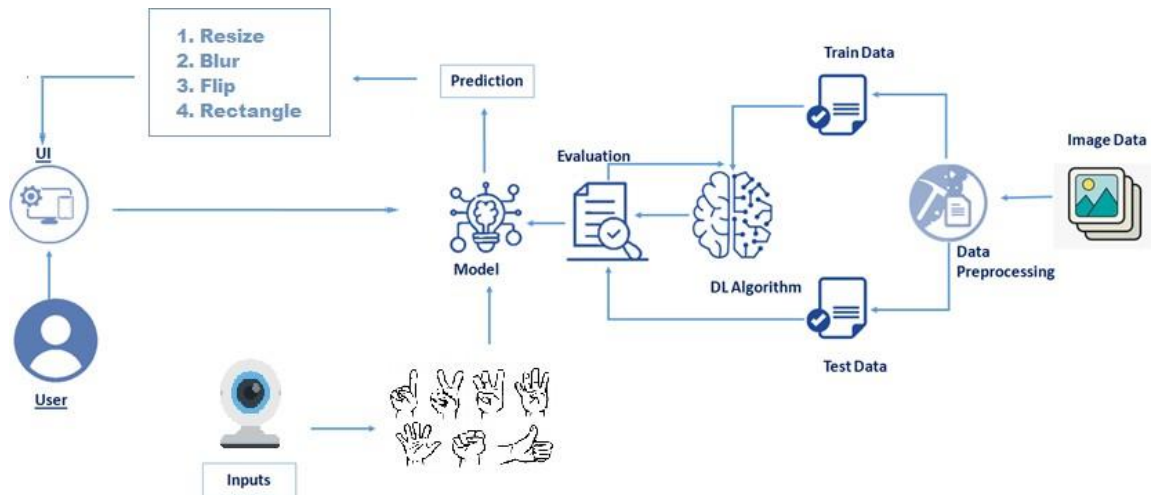 1. Resize
2. Blur
3. Flip
4. Rectangle
Prediction
Train Data
UI
Evaluation
Image Data
Model
DL Algorithm
Data
Preprocessing
User
Test Data
Inputs